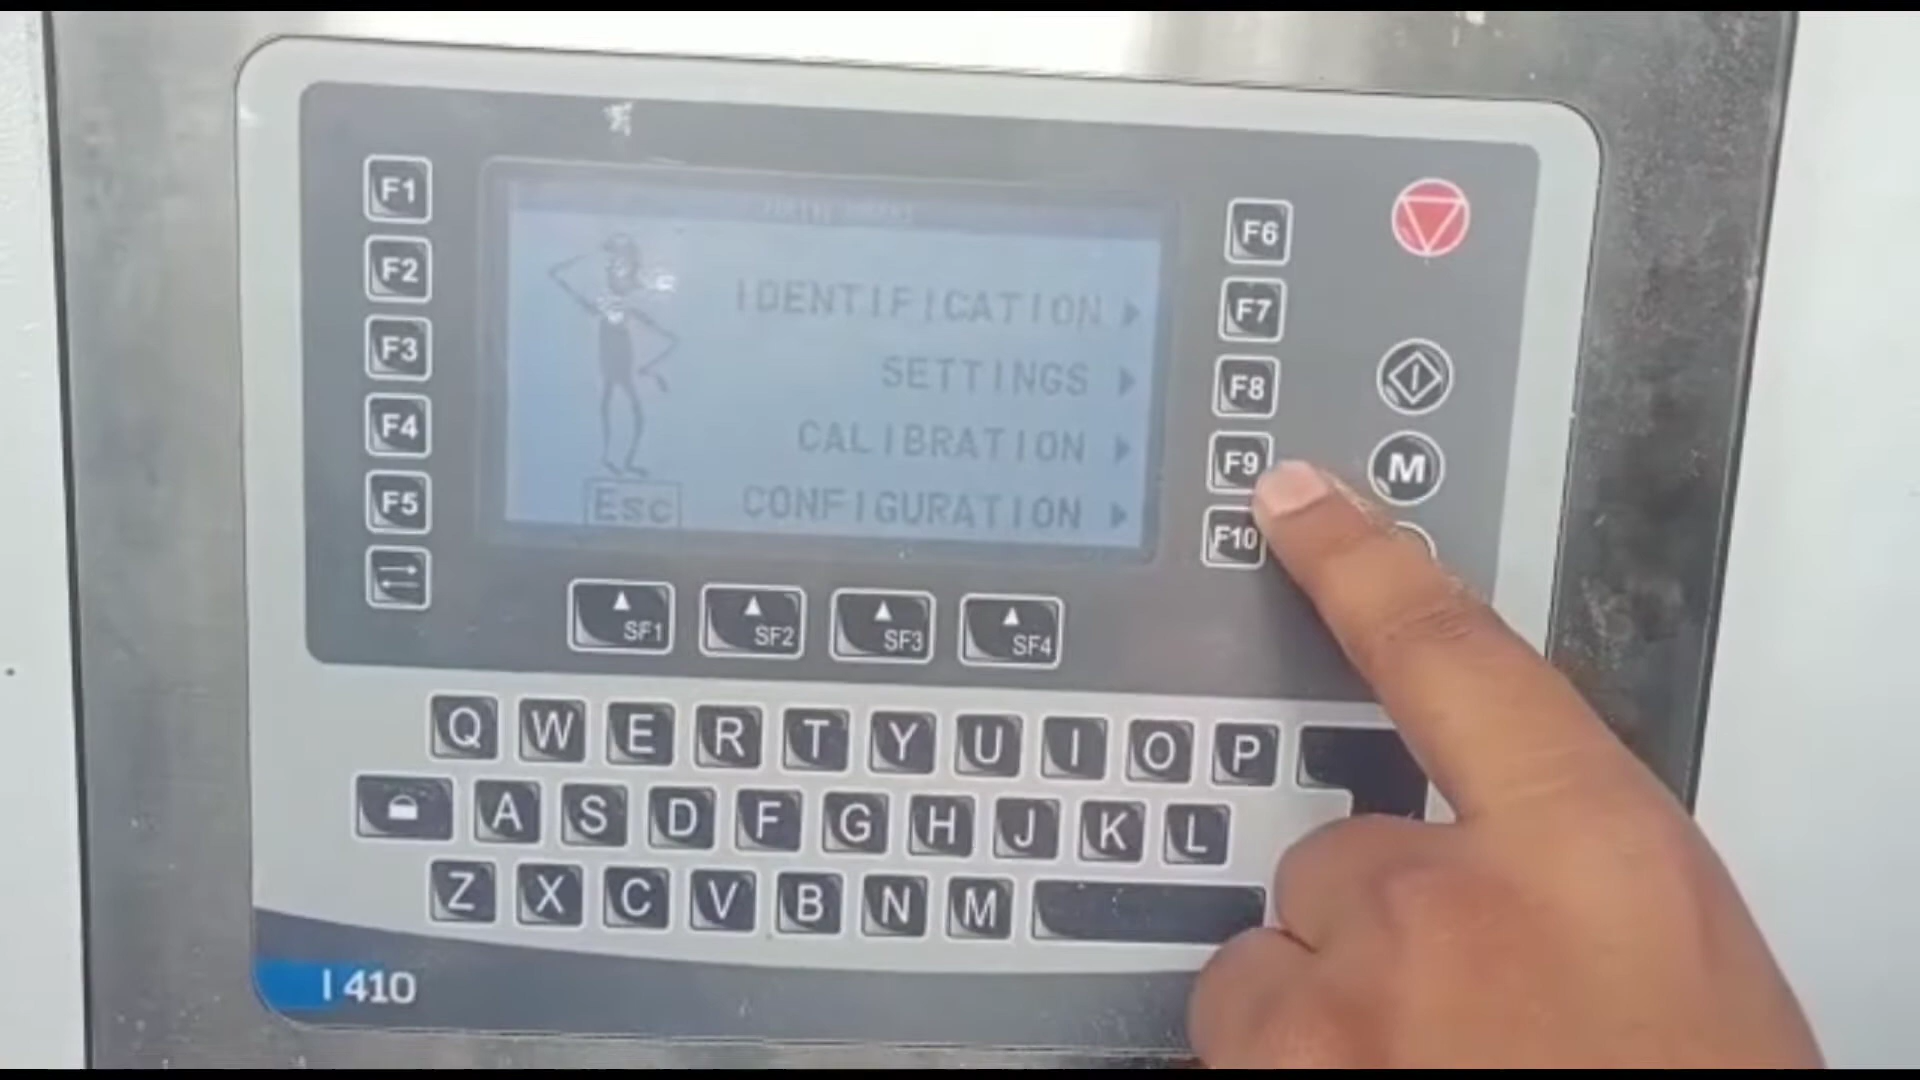 F1
F2
F3
F4
F5
IDENTIFICATION
SETTINGS
CALIBRATION
CONFIGURATION
Esc
F6
F7
F8
F9
F10
M
SF1 SF2 SF3 SF4
Q W E R T Y U I O P
A S D F G H J K L
Z X C V B N M
I 410